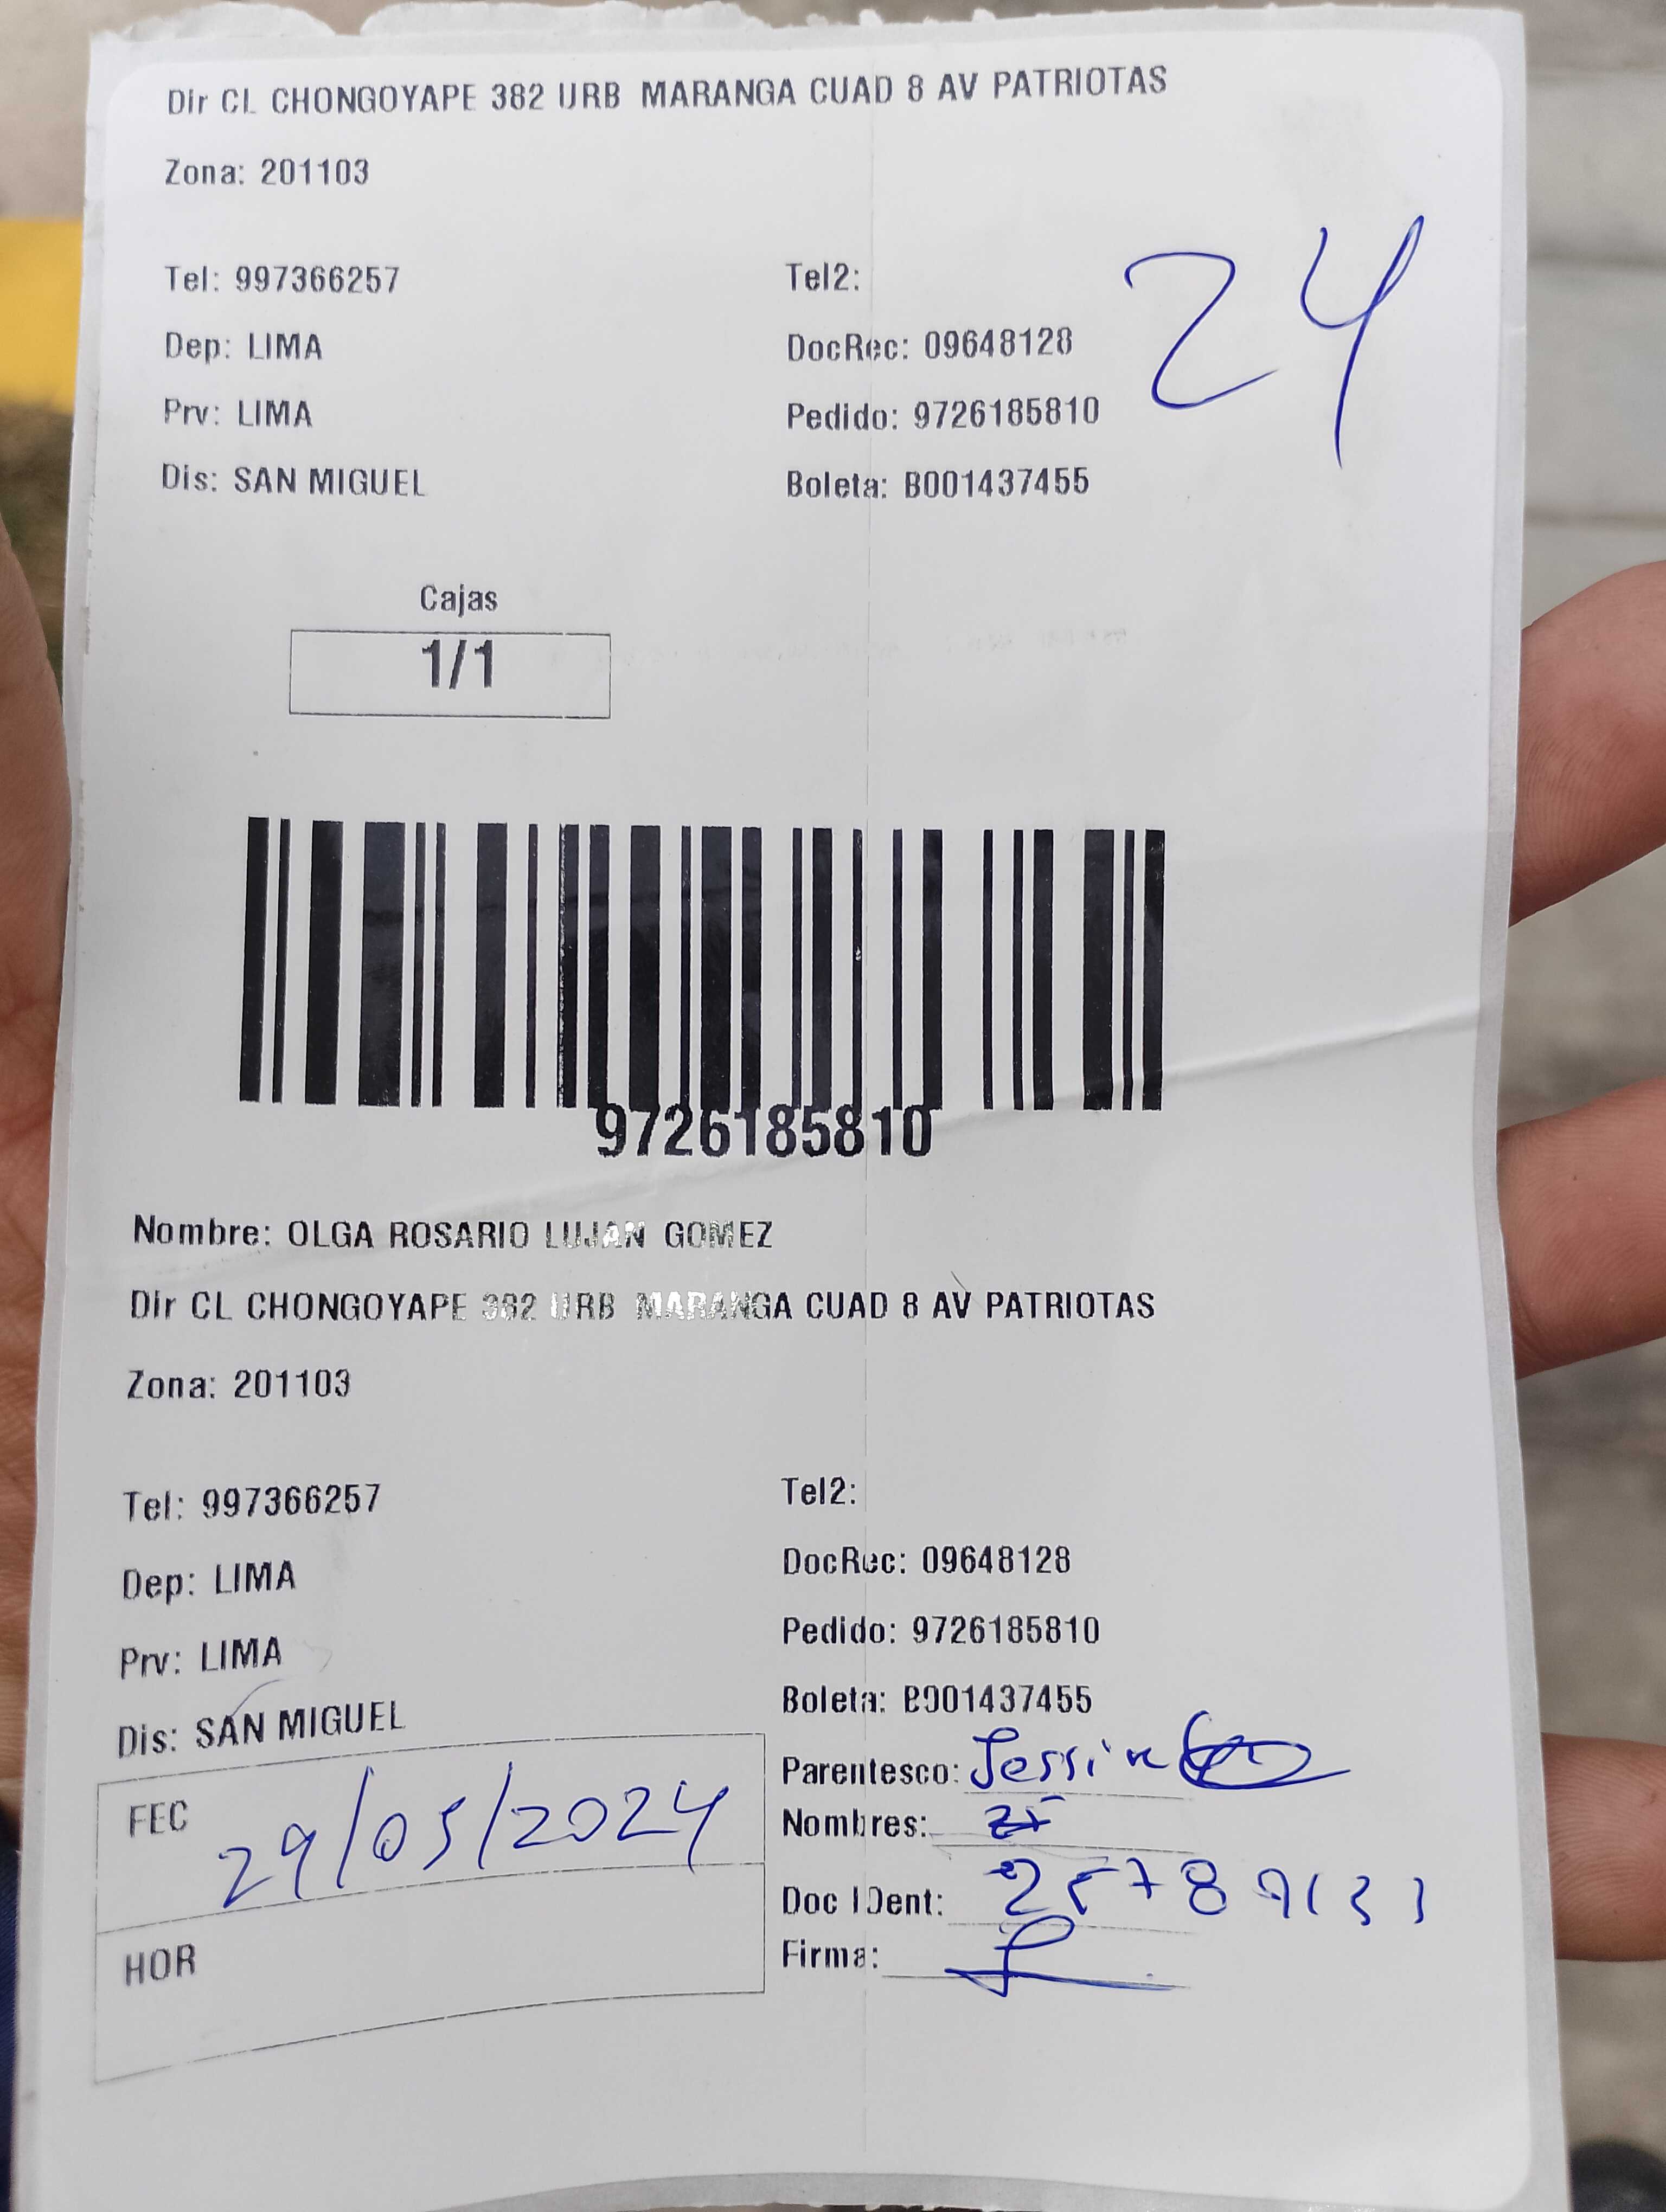 Dir CL CHONGOYAPE 382 URB MARANGA CUAD 8 AV PATRIOTAS
Zona: 201103
24
Tel: 997366257 Tel2:
Dep: LIMA DocRec: 09648128
Prv: LIMA Pedido: 9726185810
Dis: SAN MIGUEL Boleta: B001437455
Cajas
1/1
9726185810
Nombre: OLGA ROSARIO LUJAN GOMEZ
Dir CL CHONGOYAPE 382 URB MARANGA CUAD 8 AV PATRIOTAS
Zona: 201103
Tel: 997366257 Tel2:
Dep: LIMA DocRec: 09648128
Prv: LIMA Pedido: 9726185810
Dis: SAN MIGUEL Boleta: B001437455
FEC 29/05/2024
HOR
Parentesco:
Nombres:
Doc IDent:
Firma: